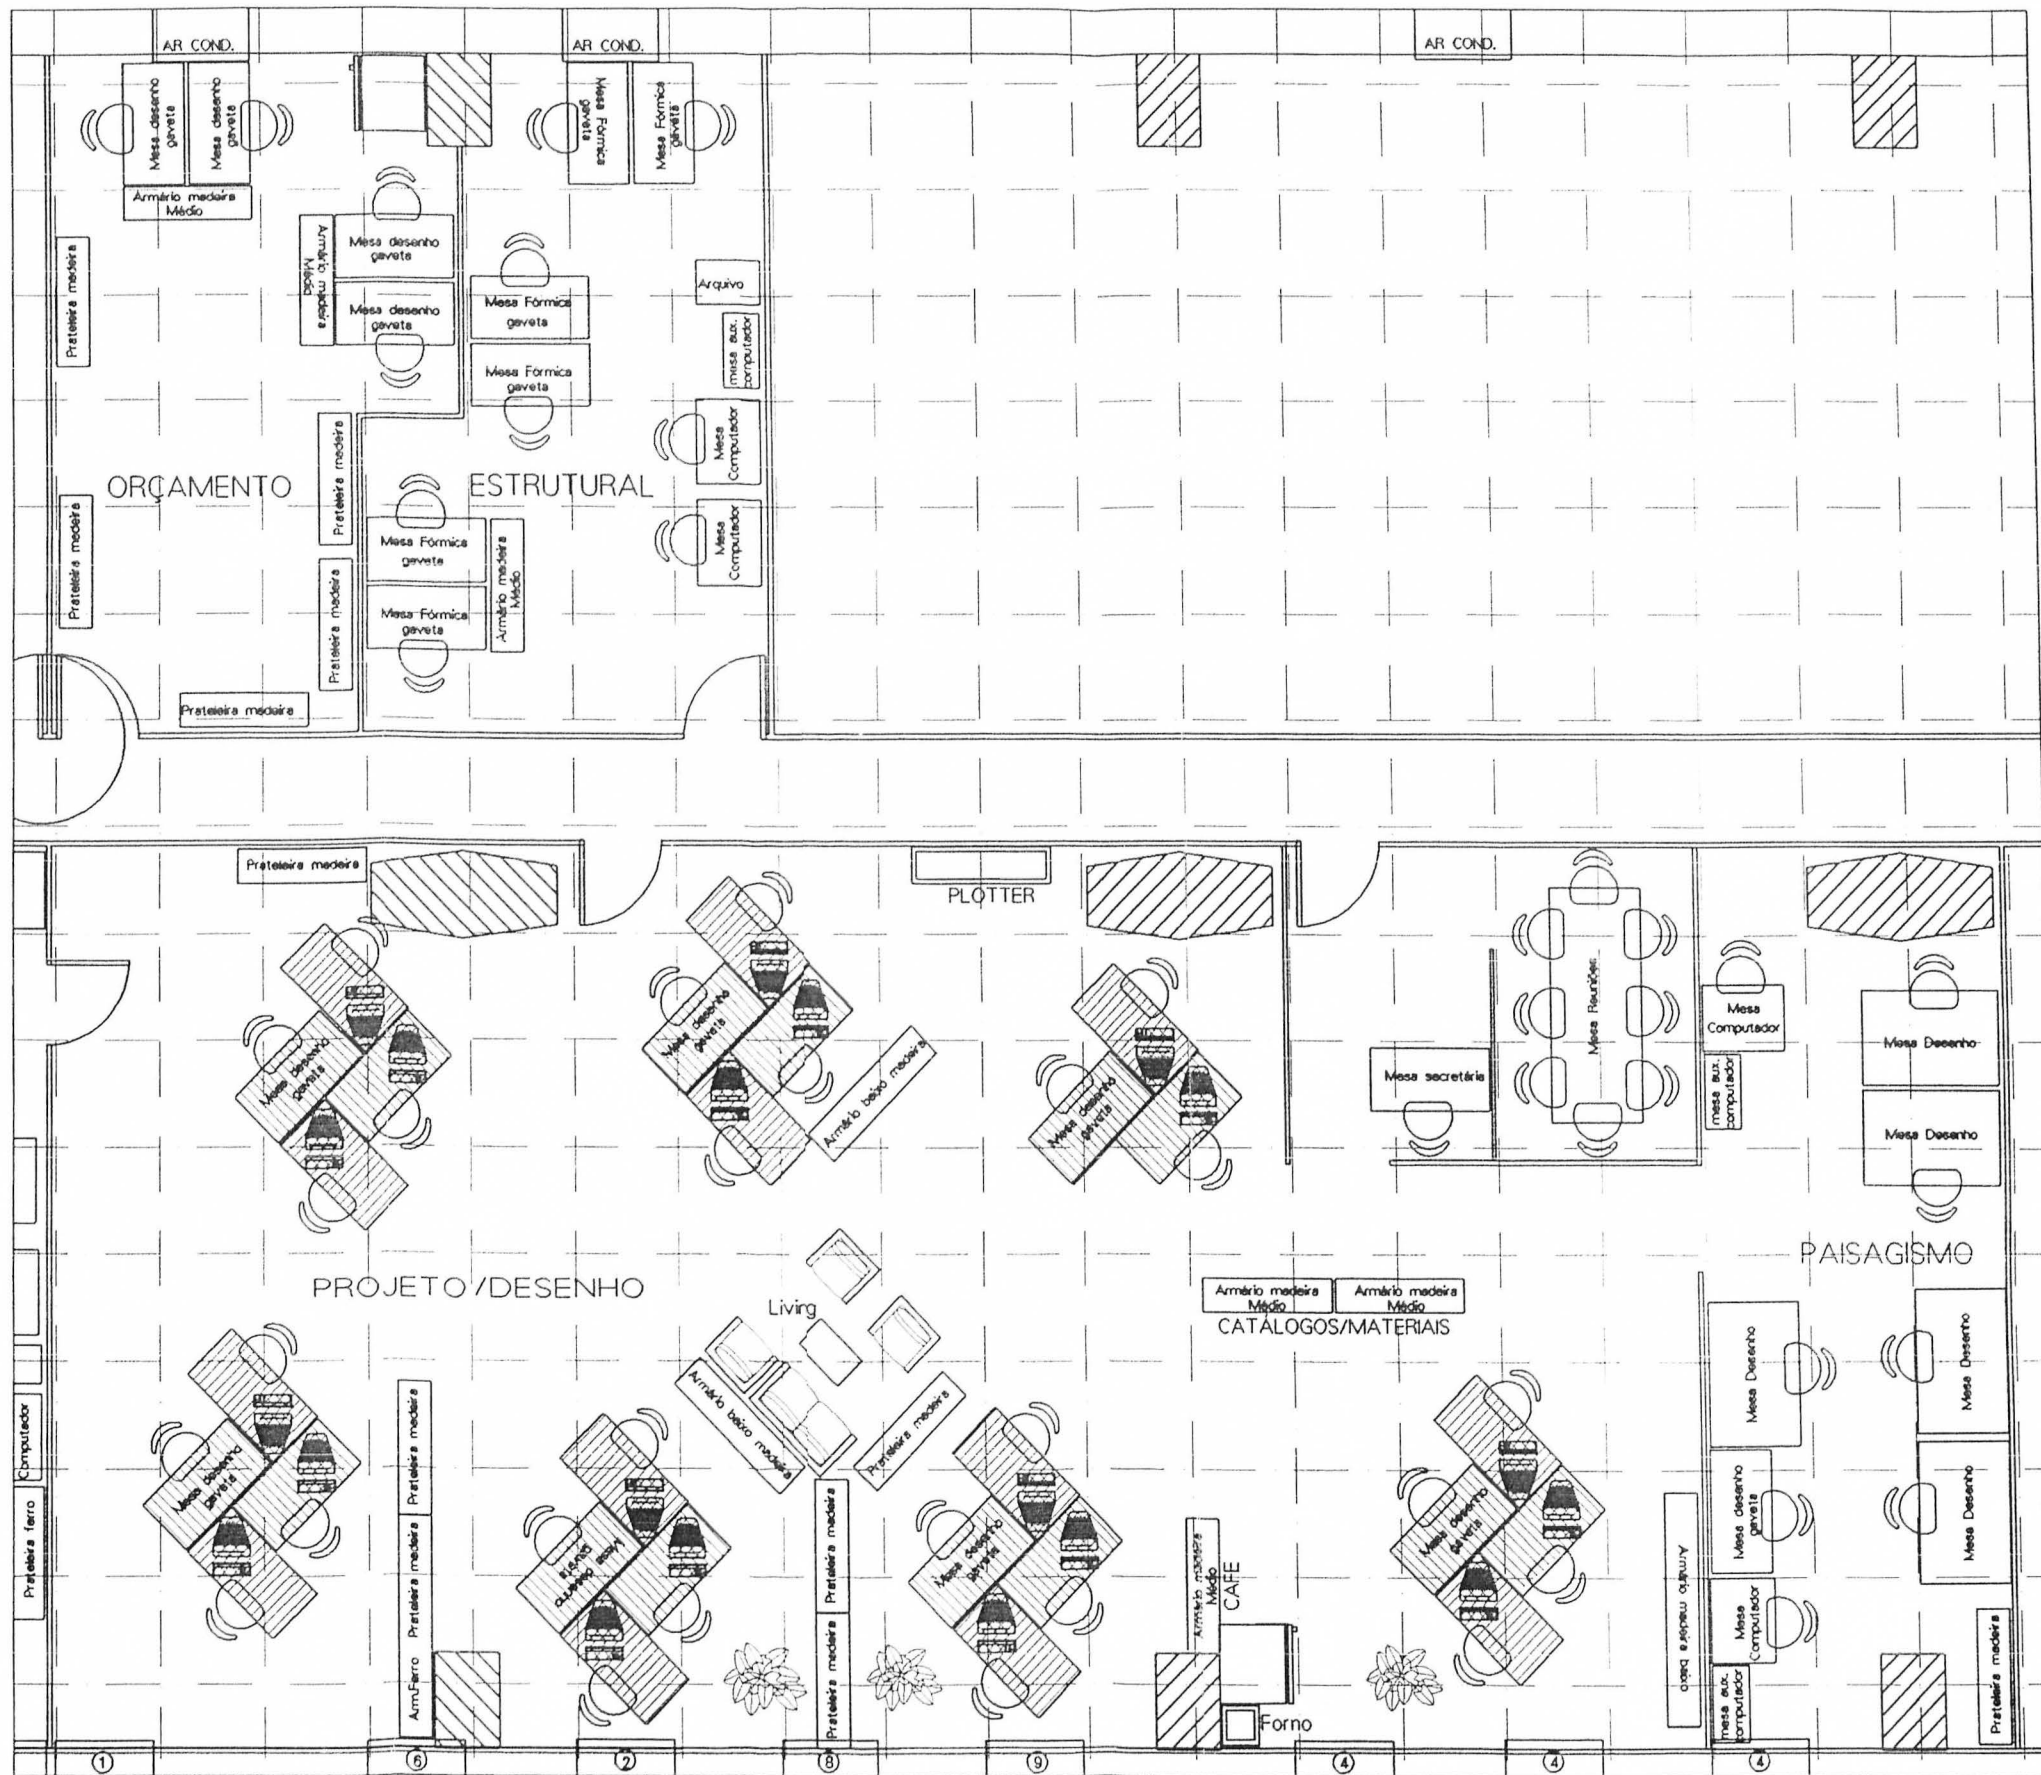 AR COND.
AR COND.
AR COND.
Mesa desenho
gaveta
Mesa desenho
gaveta
Mesa Fórmica
gaveta
Mesa Fórmica
gaveta
Armário madeira
Médio
Prateleira madeira
Armário madeira
Médio
Mesa desenho
gaveta
Mesa desenho
gaveta
Mesa Fórmica
gaveta
Mesa Fórmica
gaveta
Arquivo
mesa aux.
computador
Mesa
Computador
Mesa
Computador
ORÇAMENTO
ESTRUTURAL
Prateleira madeira
Prateleira madeira
Prateleira madeira
Mesa Fórmica
gaveta
Mesa Fórmica
gaveta
Armário madeira
Médio
Prateleira madeira
Prateleira madeira
PLOTTER
Mesa desenho
gaveta
Mesa desenho
gaveta
Armário baixo madeira
Mesa desenho
gaveta
Mesa secretária
Mesa Reuniões
Mesa
Computador
mesa aux.
computador
Mesa Desenho
Mesa Desenho
PROJETO/DESENHO
Living
PAISAGISMO
Armário madeira
Médio
Armário madeira
Médio
CATÁLOGOS/MATERIAIS
Computador
Prateleira ferro
Mesa desenho
gaveta
Prateleira madeira
Prateleira madeira
Arm.Ferro
Mesa desenho
gaveta
Armário baixo madeira
Prateleira madeira
Prateleira madeira
Prateleira madeira
Mesa desenho
gaveta
Armário madeira
Médio
CAFE
Forno
Mesa desenho
gaveta
Armário madeira baixo
Mesa Desenho
Mesa desenho
gaveta
Mesa
Computador
mesa aux.
computador
Mesa Desenho
Mesa Desenho
Prateleira madeira
1
6
2
8
9
4
4
4